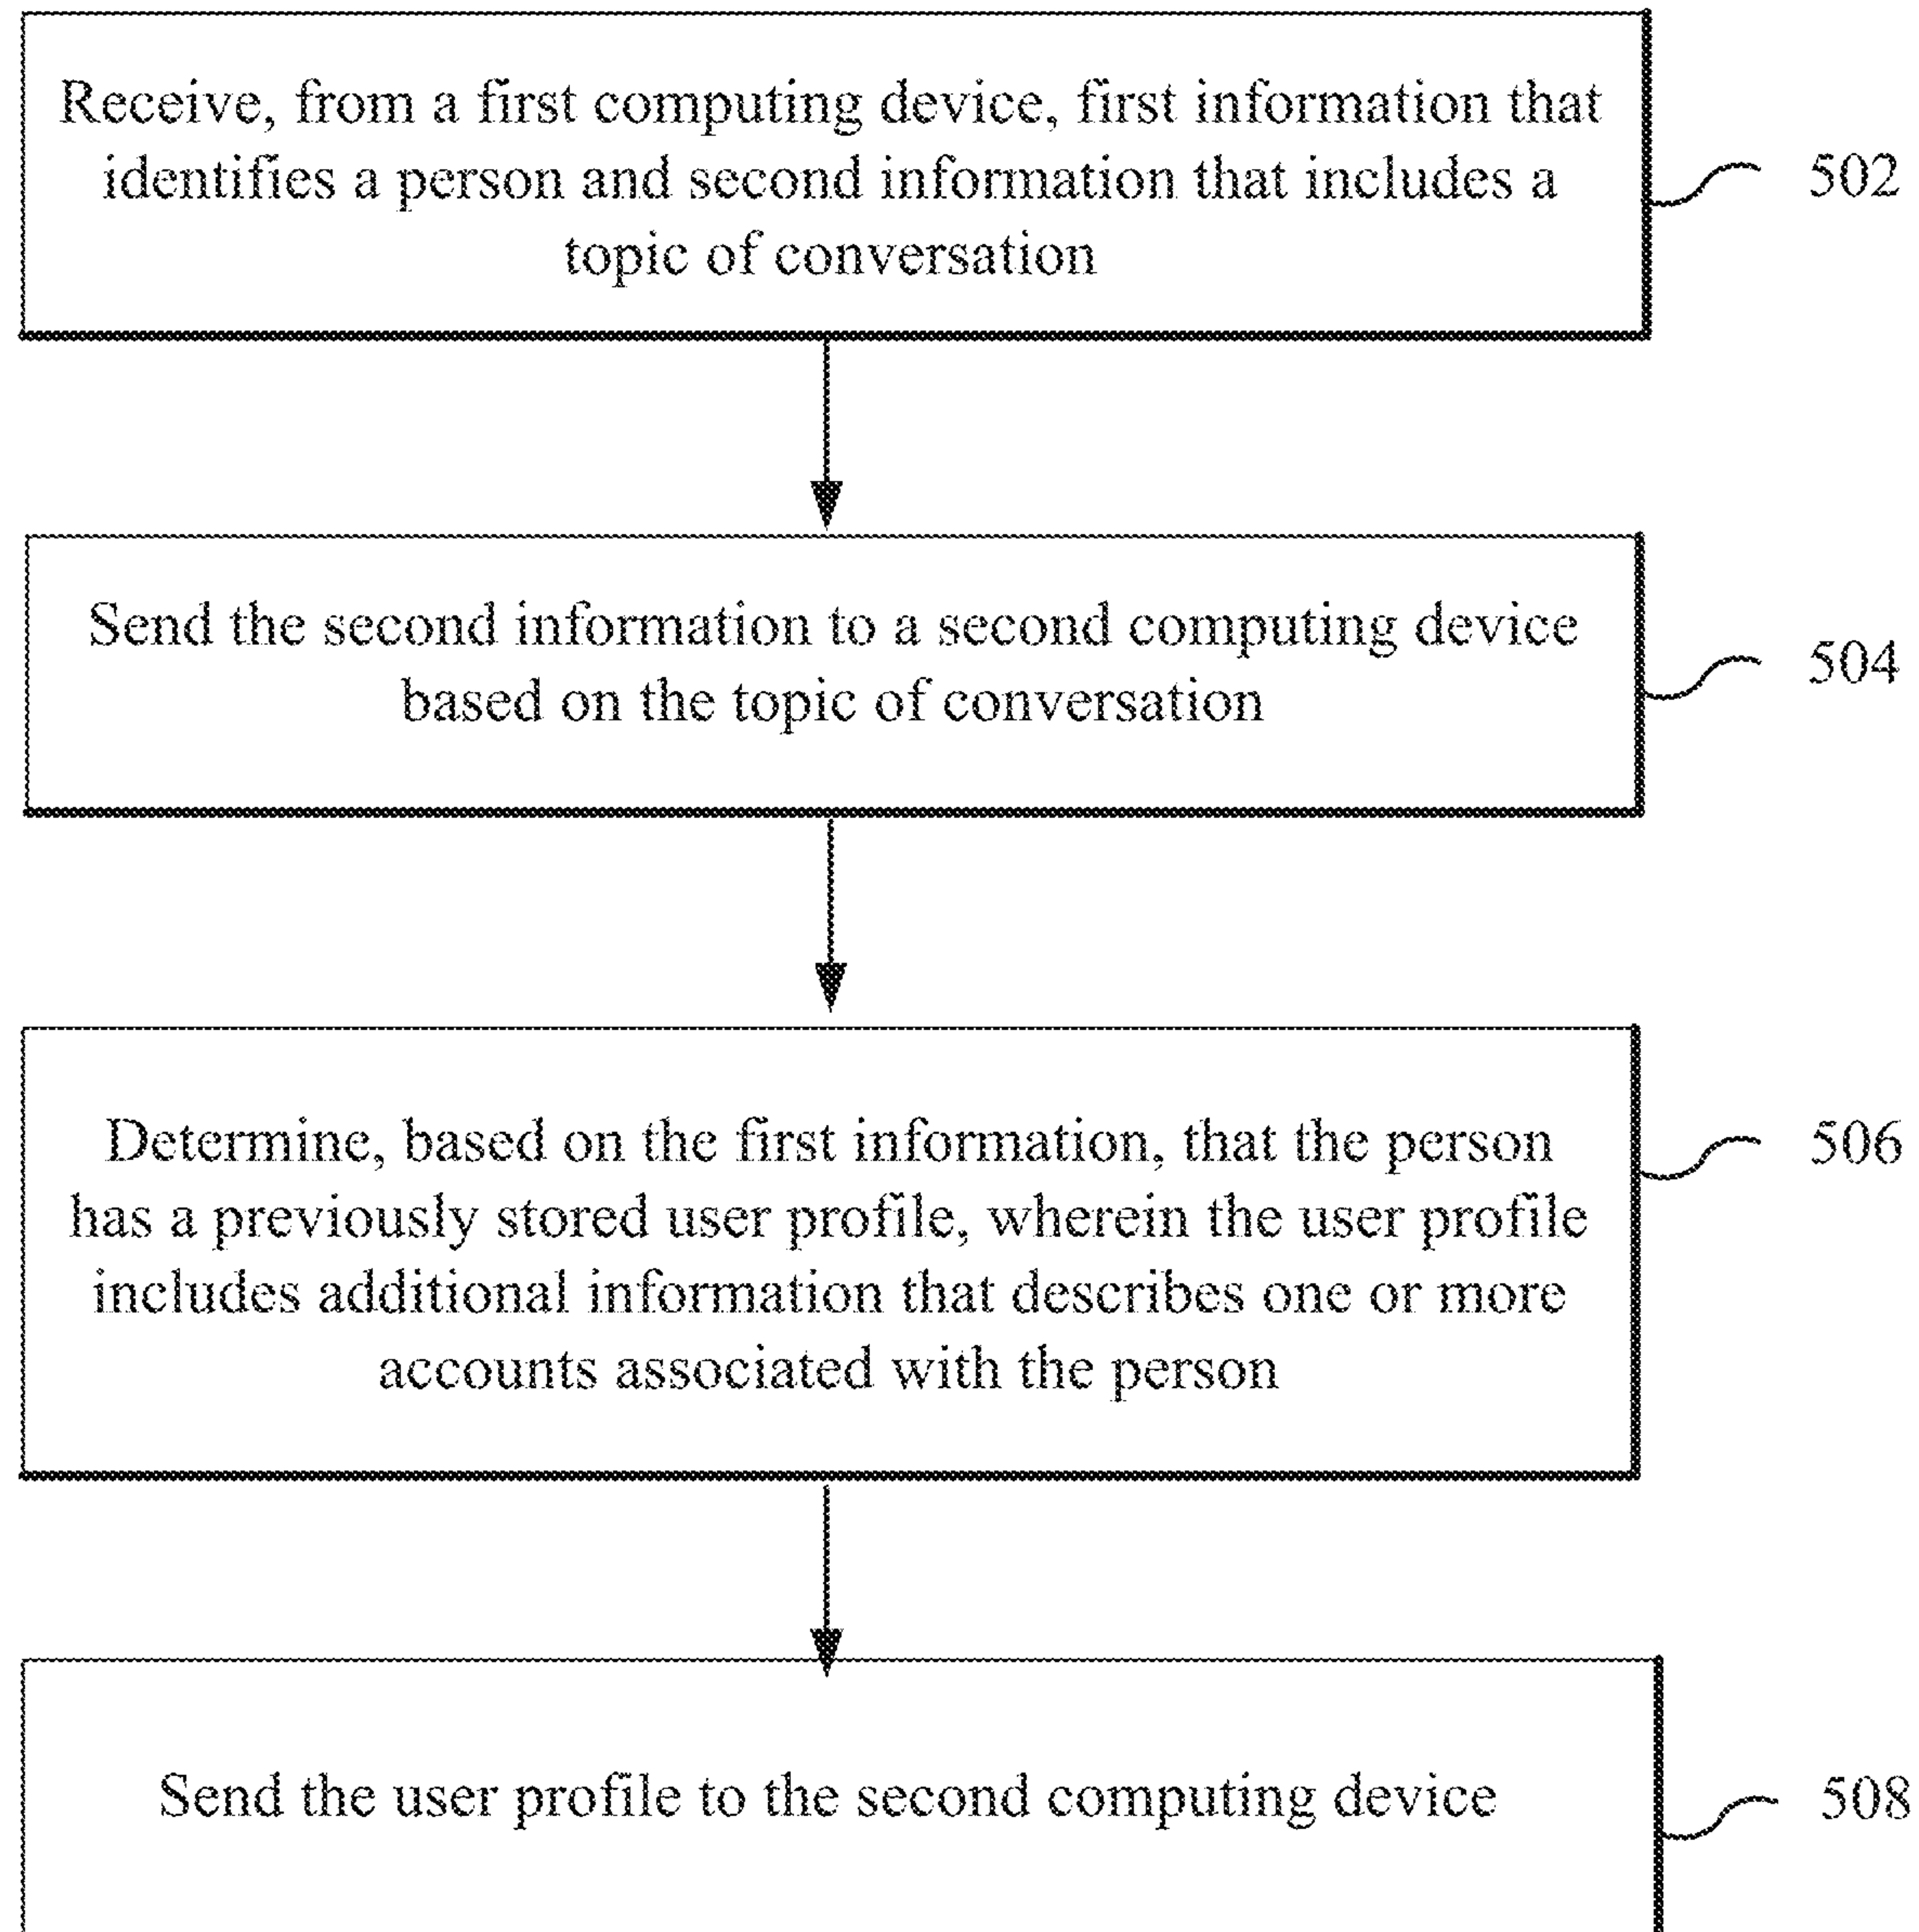 Receive, from a first computing device, first information that
identifies a person and second information that includes a
topic of conversation
502
Send the second information to a second computing device
based on the topic of conversation
504
Determine, based on the first information, that the person
has a previously stored user profile, wherein the user profile
includes additional information that describes one or more
accounts associated with the person
506
Send the user profile to the second computing device
508